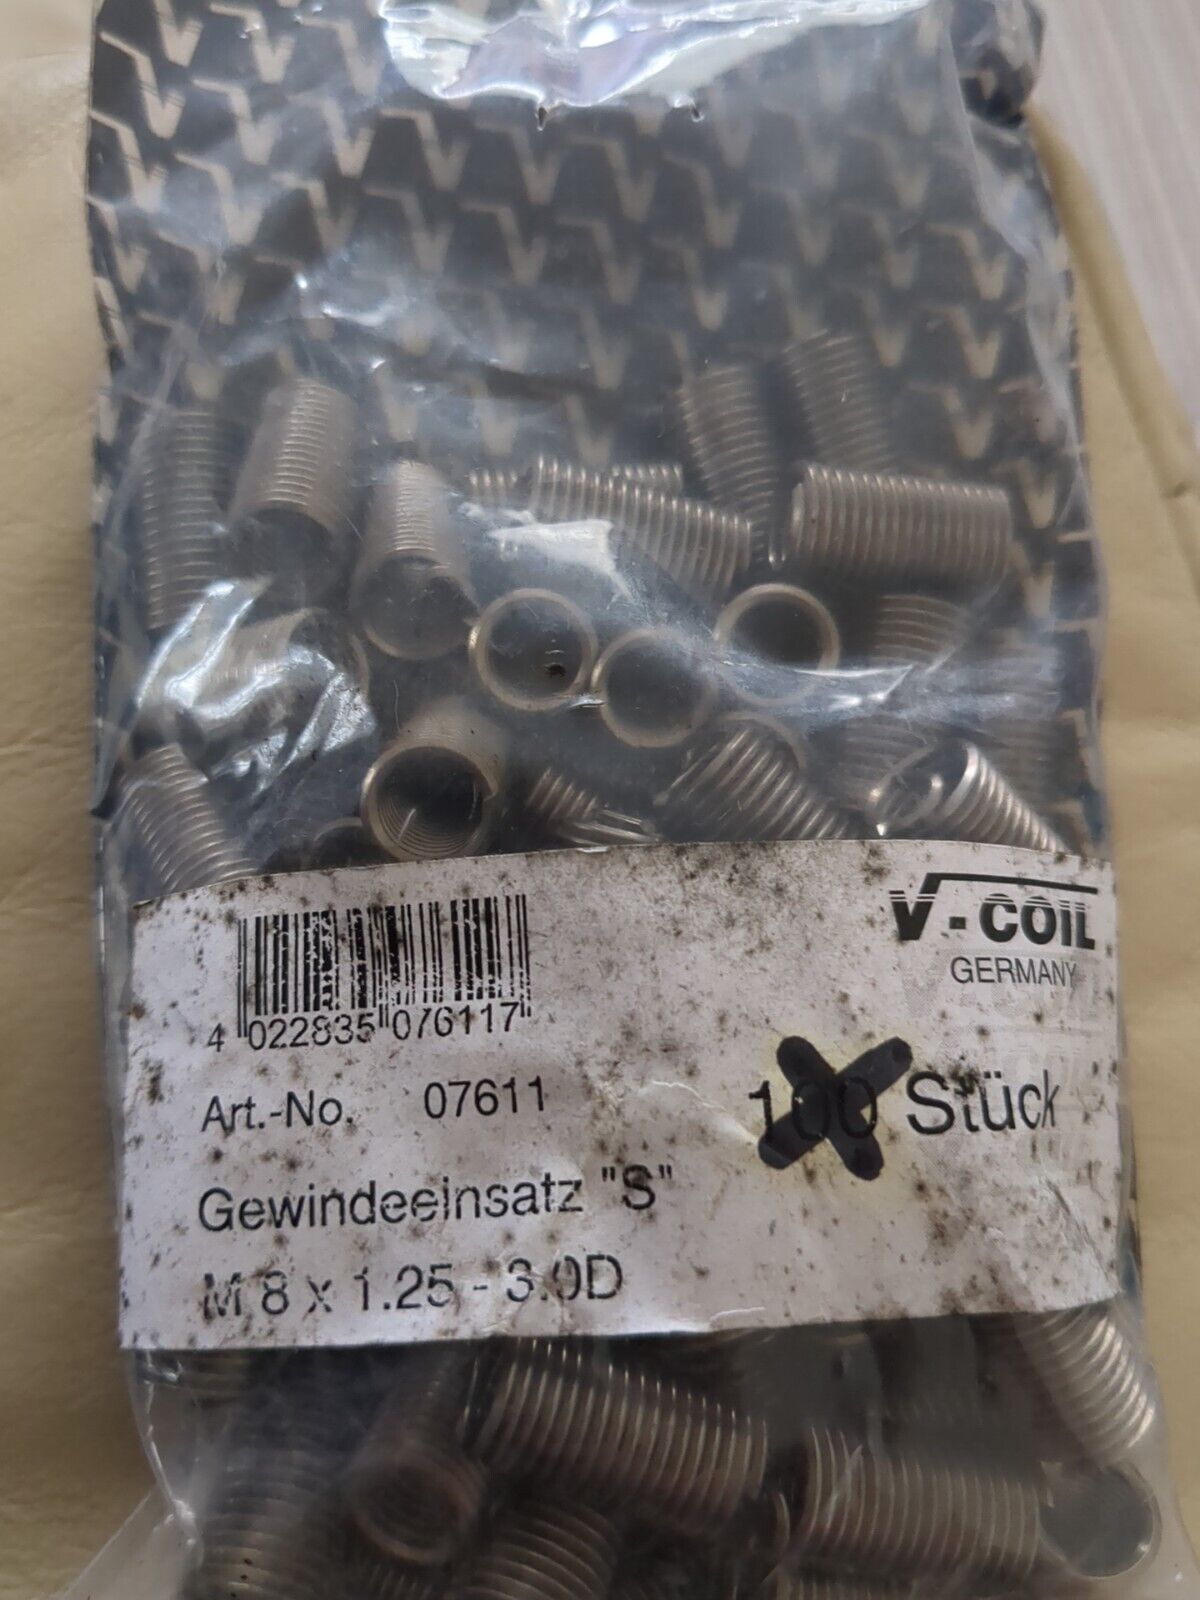 V-COIL
GERMANY
4 022835 076117
Art.-No. 07611
100 Stück
Gewindeeinsatz "S"
M 8 x 1.25 - 3.0D